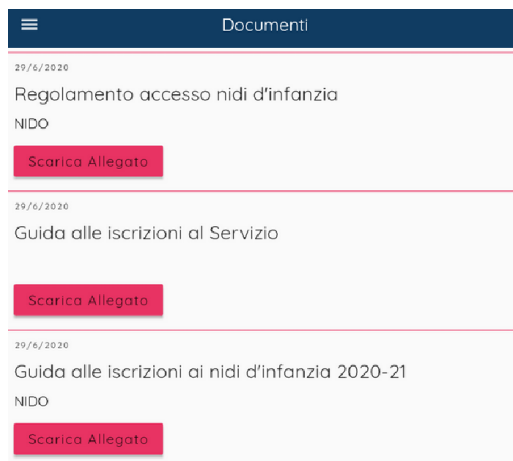 Documenti
29/6/2020
Regolamento accesso nidi d'infanzia
NIDO
Scarica Allegato
29/6/2020
Guida alle iscrizioni al Servizio
Scarica Allegato
29/6/2020
Guida alle iscrizioni ai nidi d'infanzia 2020-21
NIDO
Scarica Allegato